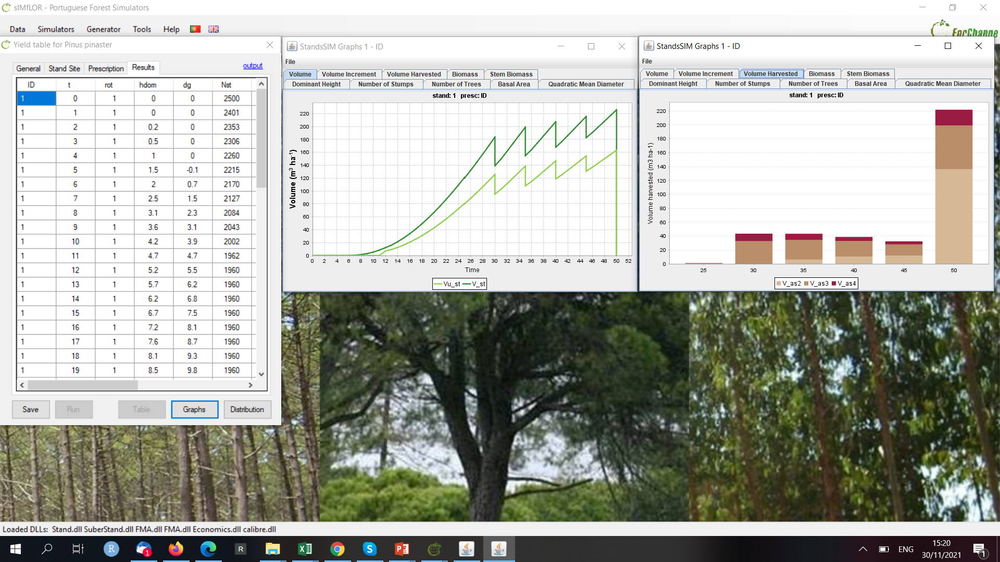 sIMfLOR - Portuguese Forest Simulators
Data Simulators Generator Tools Help
ForChange
Yield table for Pinus pinaster
General Stand Site Prescription Results output
ID t rot hdom dg Nst
1 0 1 0 0 2500
1 1 1 0 0 2401
1 2 1 0.2 0 2353
1 3 1 0.5 0 2306
1 4 1 1 0 2260
1 5 1 1.5 -0.1 2215
1 6 1 2 0.7 2170
1 7 1 2.5 1.5 2127
1 8 1 3.1 2.3 2084
1 9 1 3.6 3.1 2043
1 10 1 4.2 3.9 2002
1 11 1 4.7 4.7 1962
1 12 1 5.2 5.5 1960
1 13 1 5.7 6.2 1960
1 14 1 6.2 6.8 1960
1 15 1 6.7 7.5 1960
1 16 1 7.2 8.1 1960
1 17 1 7.6 8.7 1960
1 18 1 8.1 9.3 1960
1 19 1 8.5 9.8 1960
Save Run Table Graphs Distribution
StandsSIM Graphs 1 - ID
File
Volume Volume Increment Volume Harvested Biomass Stem Biomass
Dominant Height Number of Stumps Number of Trees Basal Area Quadratic Mean Diameter
stand: 1 presc: ID
Volume (m³ ha⁻¹)
220
200
180
160
140
120
100
80
60
40
20
0
0 2 4 6 8 10 12 14 16 18 20 22 24 26 28 30 32 34 36 38 40 42 44 46 48 50 52
Time
Vu_st V_st
StandsSIM Graphs 1 - ID
File
Volume Volume Increment Volume Harvested Biomass Stem Biomass
Dominant Height Number of Stumps Number of Trees Basal Area Quadratic Mean Diameter
stand: 1 presc: ID
Volume harvested (m3 ha-1)
220
200
180
160
140
120
100
80
60
40
20
0
25 30 35 40 45 50
V_as2 V_as3 V_as4
Loaded DLLs: Stand.dll SuberStand.dll FMA.dll FMA.dll Economics.dll calibre.dll
R 1 R S P
ENG
15:20
30/11/2021
1